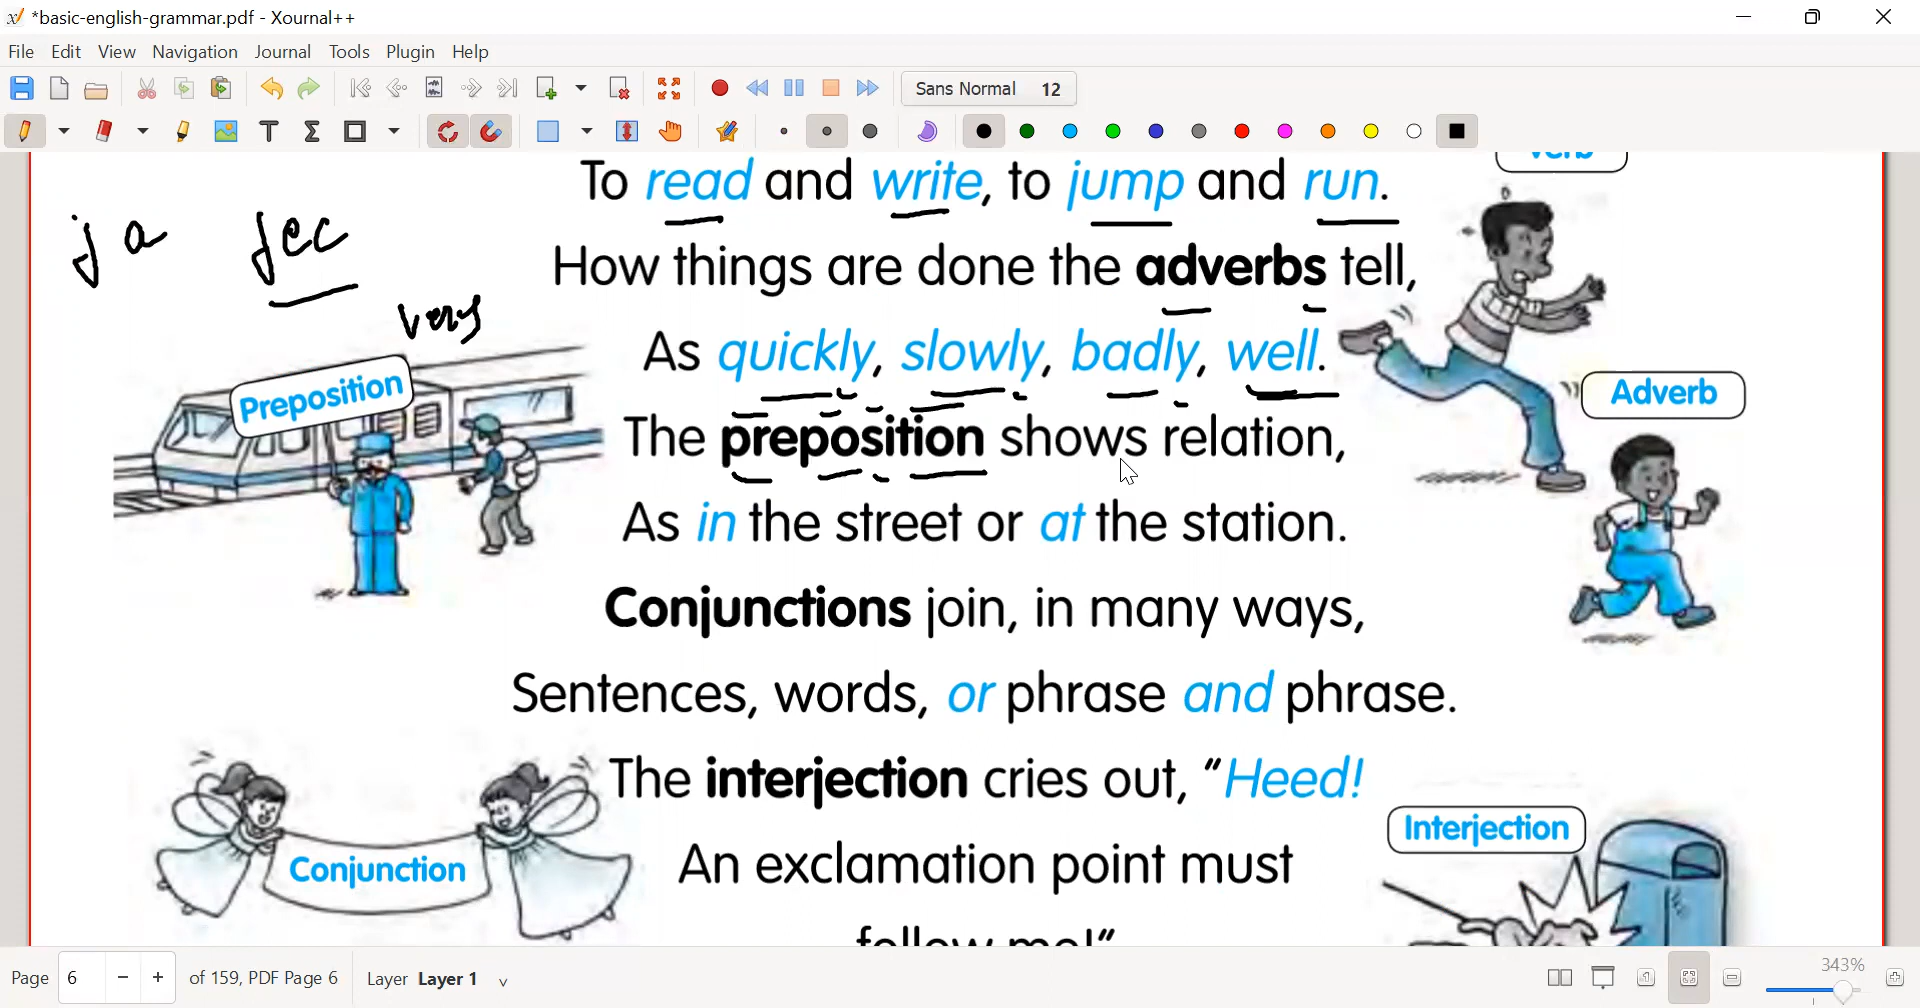 *basic-english-grammar.pdf - Xournal++
File Edit View Navigation Journal Tools Plugin Help
Sans Normal 12
To read and write, to jump and run.
ja
How things are done the adverbs tell,
very
As quickly, slowly, badly, well.
Preposition
Adverb
The preposition shows relation,
As in the street or at the station.
Conjunctions join, in many ways,
Sentences, words, or phrase and phrase.
The interjection cries out, "Heed!
Interjection
Conjunction
An exclamation point must
follow me!"
Page 6 of 159, PDF Page 6 Layer Layer 1
343%